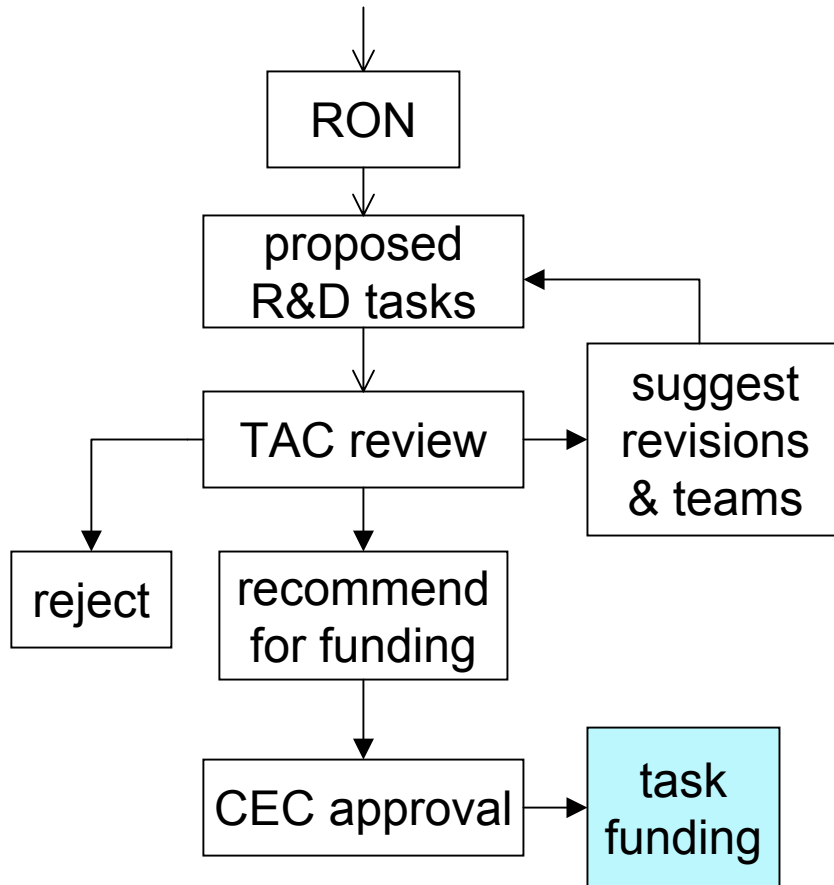 RON
proposed
R&D tasks
TAC review
suggest
revisions
& teams
reject
recommend
for funding
CEC approval
task
funding